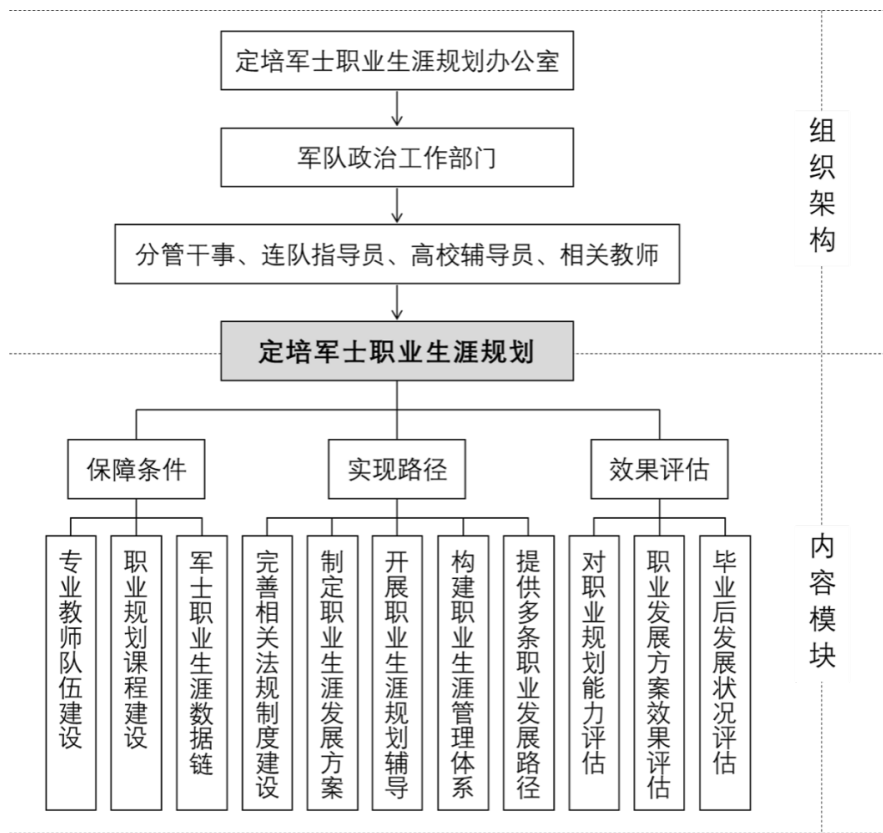 定培军士职业生涯规划办公室
军队政治工作部门
分管干事、连队指导员、高校辅导员、相关教师
组织架构
定培军士职业生涯规划
保障条件
实现路径
效果评估
专业教师队伍建设
职业规划课程建设
军士职业生涯数据链
完善相关法规制度建设
制定职业生涯发展方案
开展职业生涯规划辅导
构建职业生涯管理体系
提供多条职业发展路径
对职业规划能力评估
职业发展方案效果评估
毕业后发展状况评估
内容模块